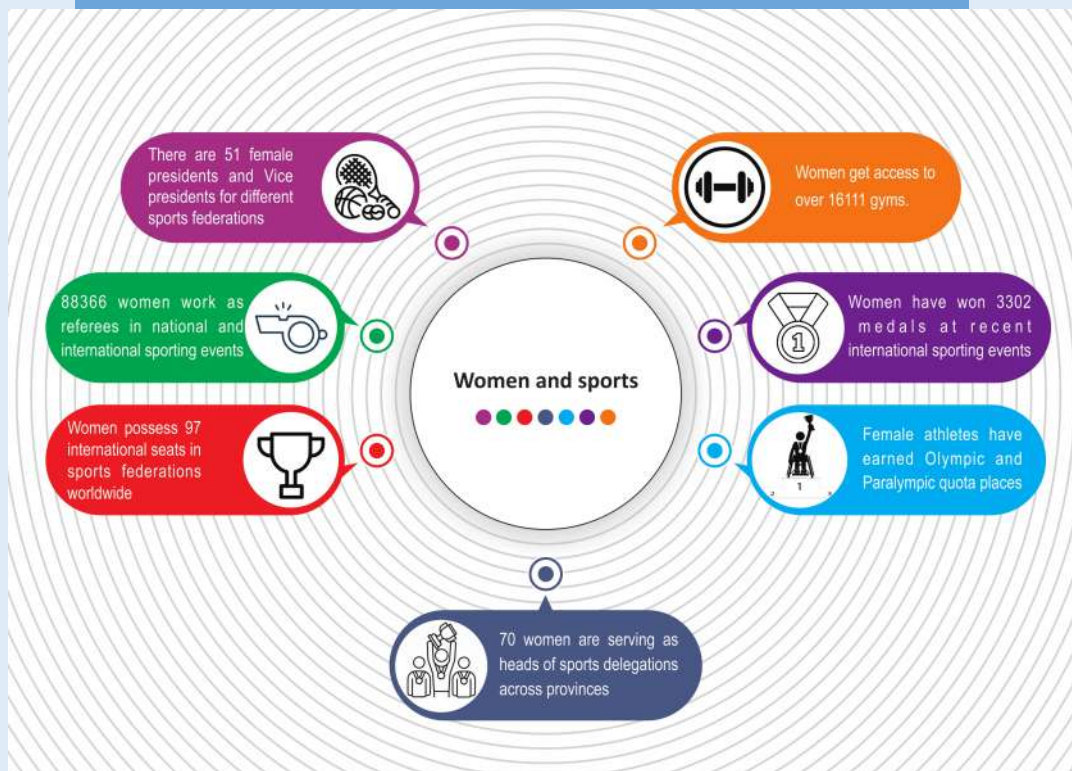 There are 51 female
presidents and Vice
presidents for different
sports federations
Women get access to
over 16111 gyms.
88366 women work as
referees in national and
international sporting events
Women have won 3302
medals at recent
international sporting events
Women and sports
Women possess 97
international seats in
sports federations
worldwide
Female athletes have
earned Olympic and
Paralympic quota places
70 women are serving as
heads of sports delegations
across provinces
1
2 1 3